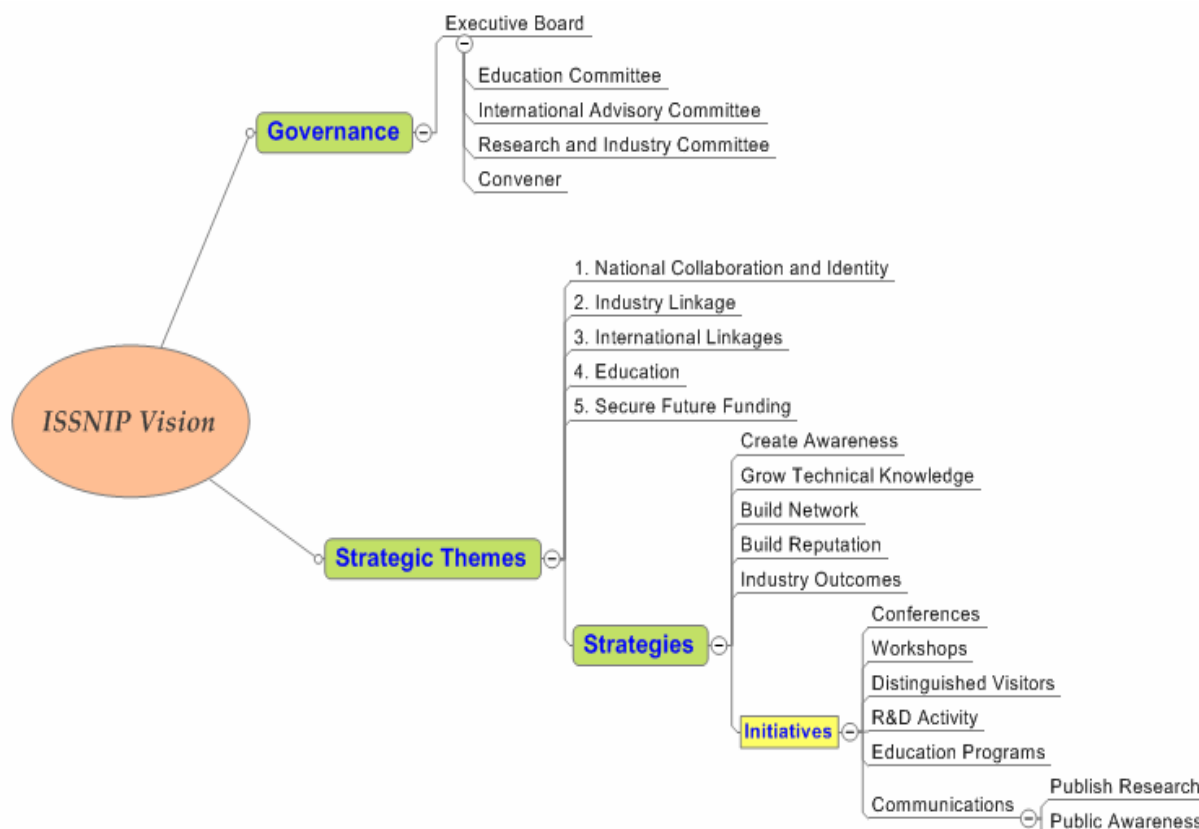 Executive Board
Education Committee
International Advisory Committee
Governance
Research and Industry Committee
Convener
1. National Collaboration and Identity
2. Industry Linkage
3. International Linkages
4. Education
5. Secure Future Funding
ISSNIP Vision
Create Awareness
Grow Technical Knowledge
Build Network
Build Reputation
Strategic Themes
Industry Outcomes
Conferences
Strategies
Workshops
Distinguished Visitors
R&D Activity
Initiatives
Education Programs
Communications
Publish Research
Public Awareness